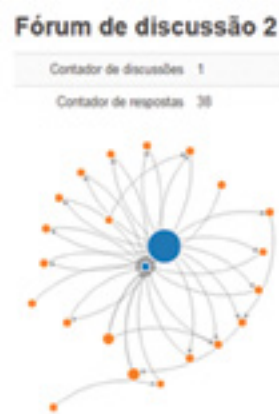 Fórum de discussão 2
Contador de discussões 1
Contador de respostas 38